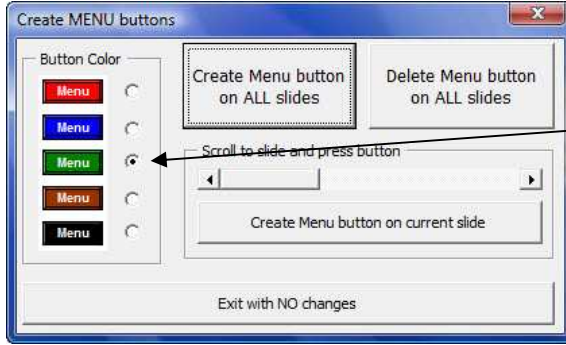 Create MENU buttons
Button Color
Menu
Menu
Menu
Menu
Menu
Create Menu button
on ALL slides
Delete Menu button
on ALL slides
Scroll to slide and press button
Create Menu button on current slide
Exit with NO changes